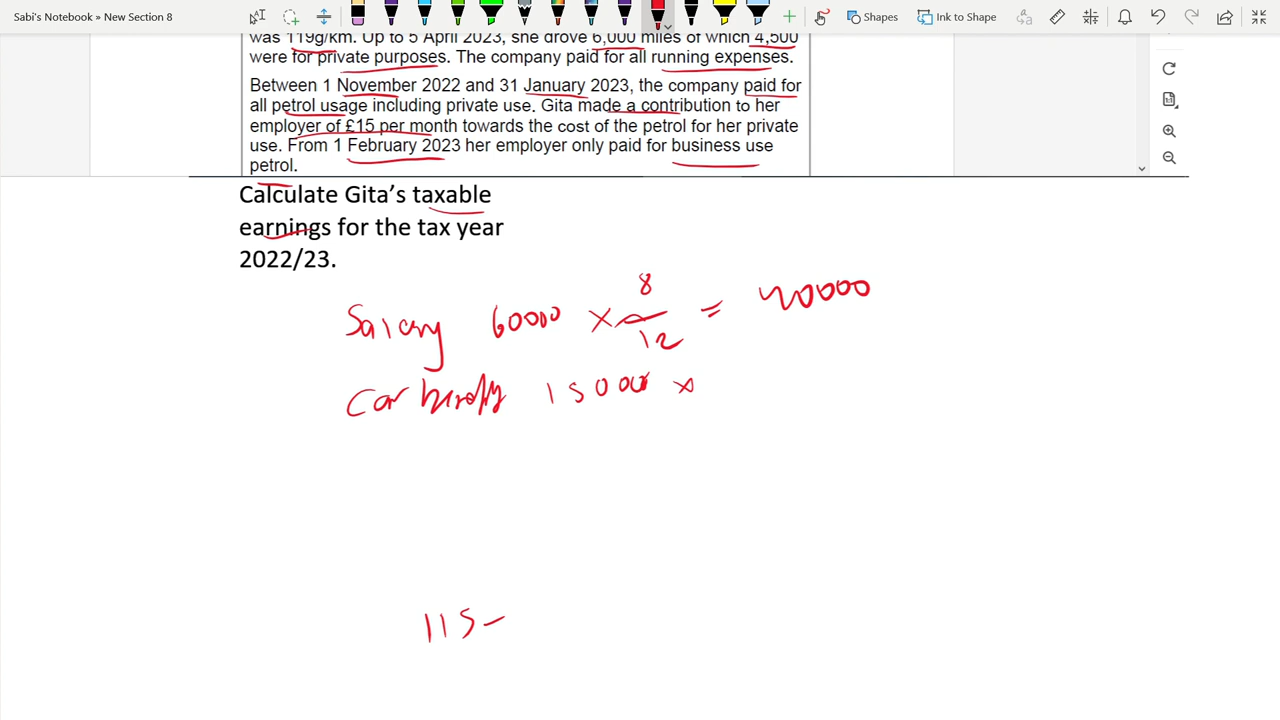 Sabi's Notebook » New Section 8
Shapes
Ink to Shape
was 119g/km. Up to 5 April 2023, she drove 6,000 miles of which 4,500
were for private purposes. The company paid for all running expenses.
Between 1 November 2022 and 31 January 2023, the company paid for
all petrol usage including private use. Gita made a contribution to her
employer of £15 per month towards the cost of the petrol for her private
use. From 1 February 2023 her employer only paid for business use
petrol.
Calculate Gita's taxable
earnings for the tax year
2022/23.
Salary 60000 × 8/12 = 40000
Car benefit 15000 ×
115-